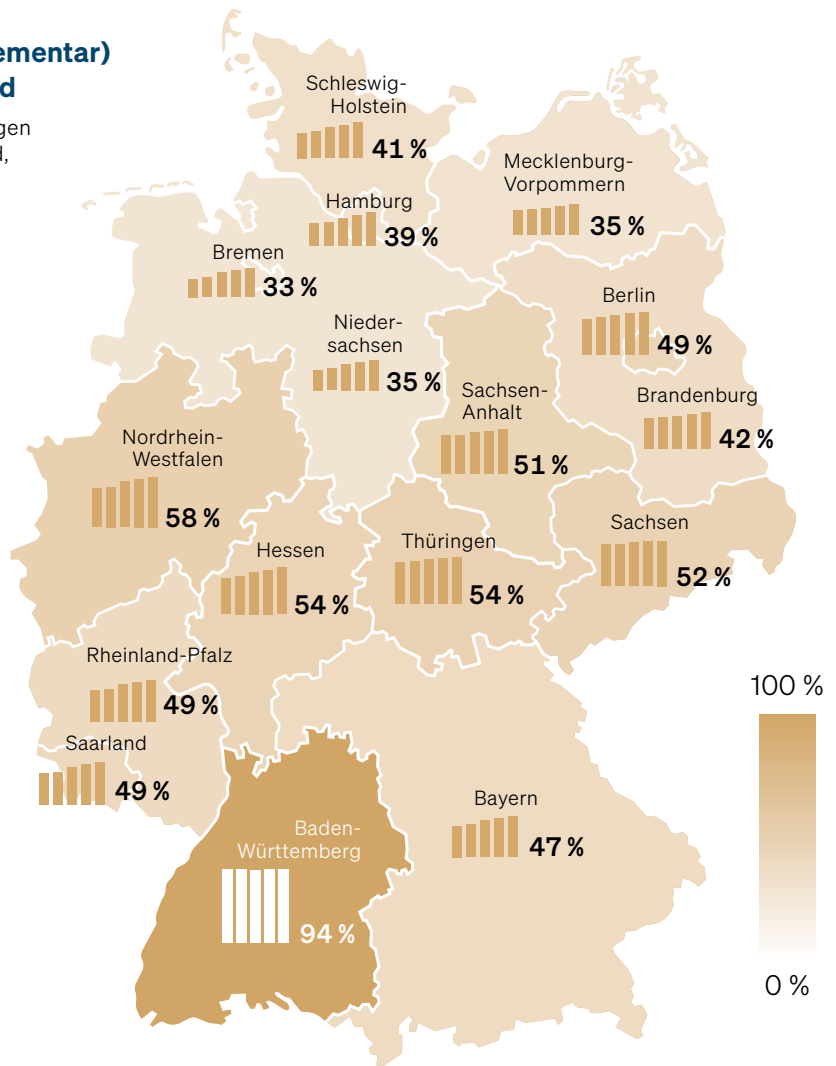 ementar)
d
gen
d,
Schleswig-
Holstein
41 %
Mecklenburg-
Vorpommern
35 %
Hamburg
39 %
Bremen
33 %
Berlin
49 %
Nieder-
sachsen
35 %
Sachsen-
Anhalt
51 %
Brandenburg
42 %
Nordrhein-
Westfalen
58 %
Hessen
54 %
Thüringen
54 %
Sachsen
52 %
Rheinland-Pfalz
49 %
Saarland
49 %
Baden-
Württemberg
94 %
Bayern
47 %
100 %
0 %